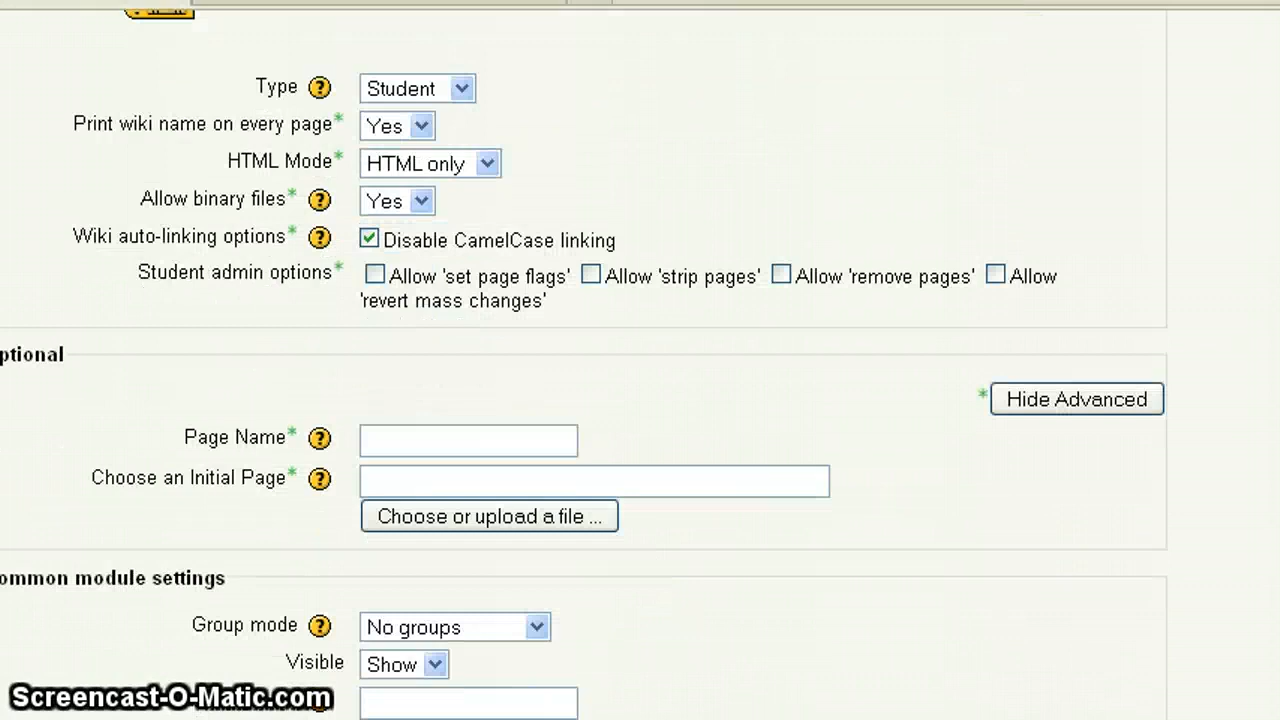 Type ? Student
Print wiki name on every page* Yes
HTML Mode* HTML only
Allow binary files* ? Yes
Wiki auto-linking options* ? Disable CamelCase linking
Student admin options* Allow 'set page flags' Allow 'strip pages' Allow 'remove pages' Allow
'revert mass changes'
ptional
* Hide Advanced
Page Name* ?
Choose an Initial Page* ?
Choose or upload a file ...
ommon module settings
Group mode ? No groups
Visible Show
Screencast-O-Matic.com